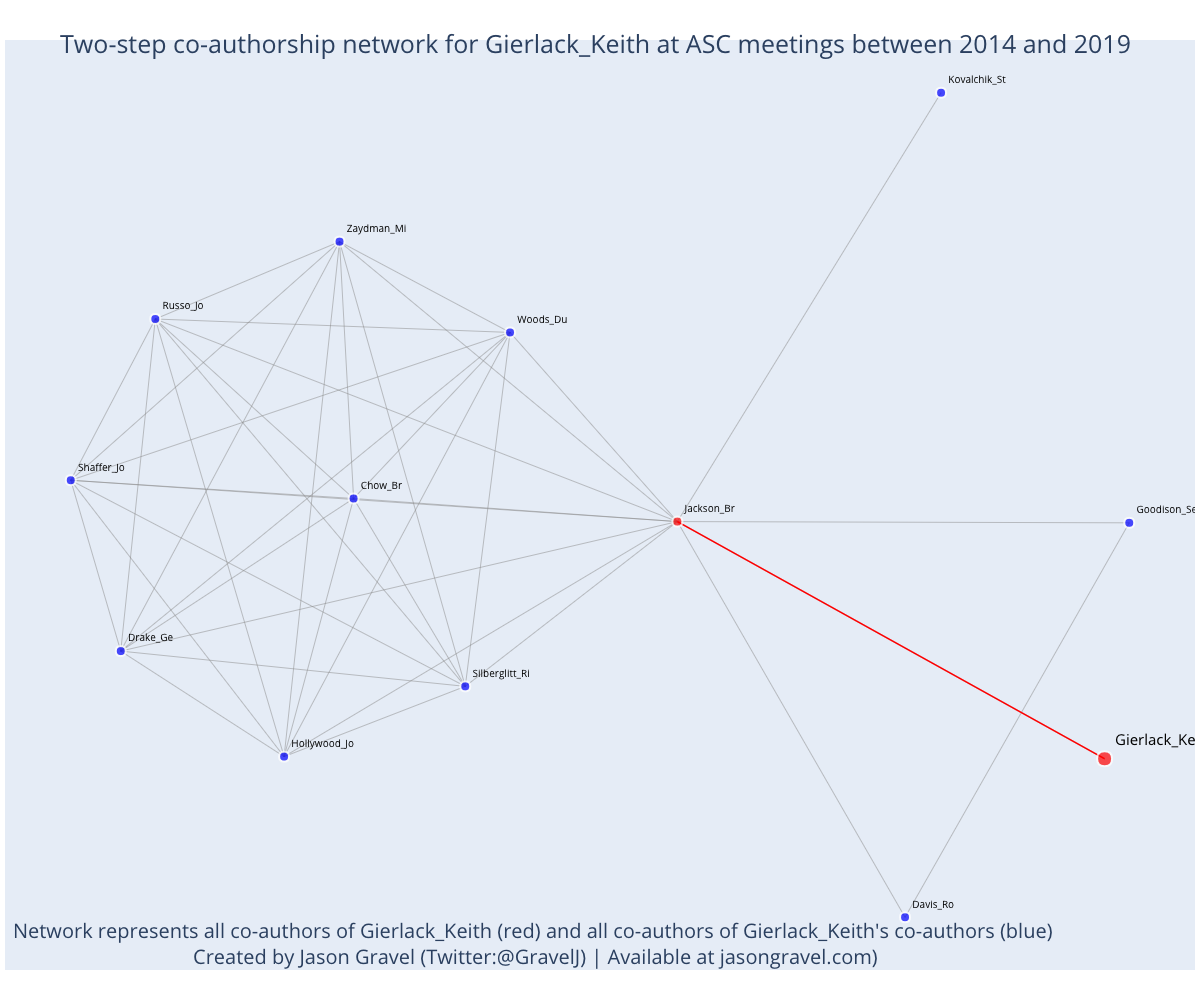 Two-step co-authorship network for Gierlack_Keith at ASC meetings between 2014 and 2019
Kovalchik_St
Zaydman_Mi
Russo_Jo
Woods_Du
Shaffer_Jo
Chow_Br
Jackson_Br
Goodison_Se
Drake_Ge
Silberglitt_Ri
Hollywood_Jo
Gierlack_Ke
Davis_Ro
Network represents all co-authors of Gierlack_Keith (red) and all co-authors of Gierlack_Keith's co-authors (blue)
Created by Jason Gravel (Twitter:@GravelJ) | Available at jasongravel.com)